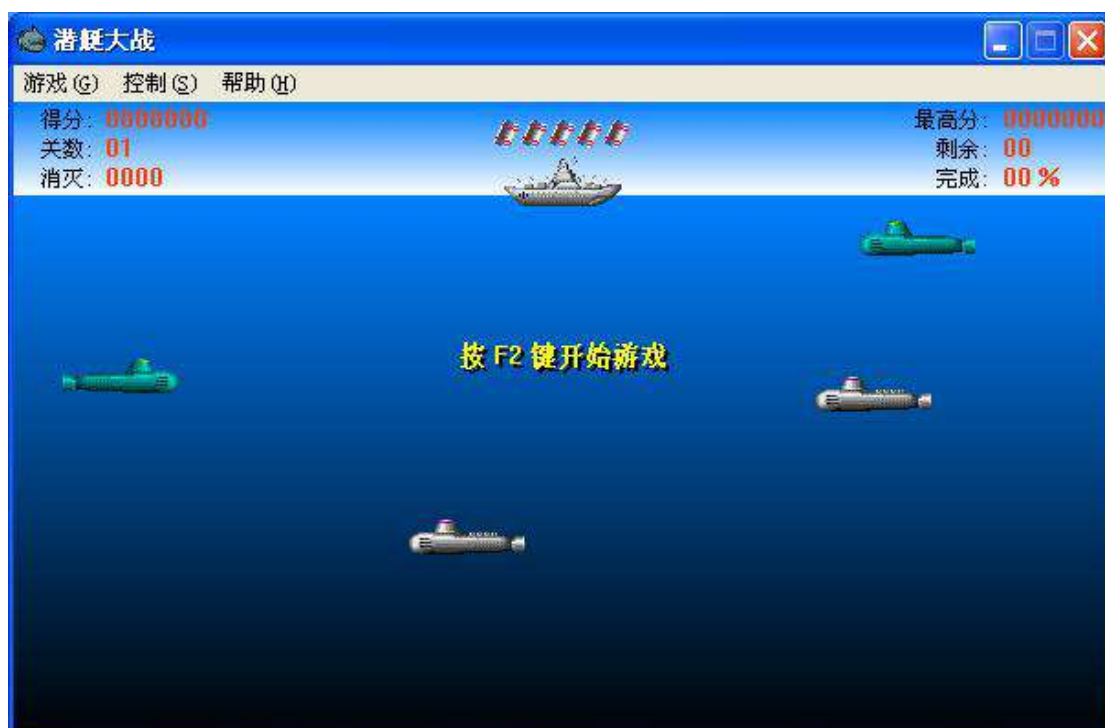 潜艇大战
游戏(G) 控制(S) 帮助(H)
得分: 0000000
关数: 01
消灭: 0000
最高分: 0000000
剩余: 00
完成: 00 %
按 F2 键开始游戏